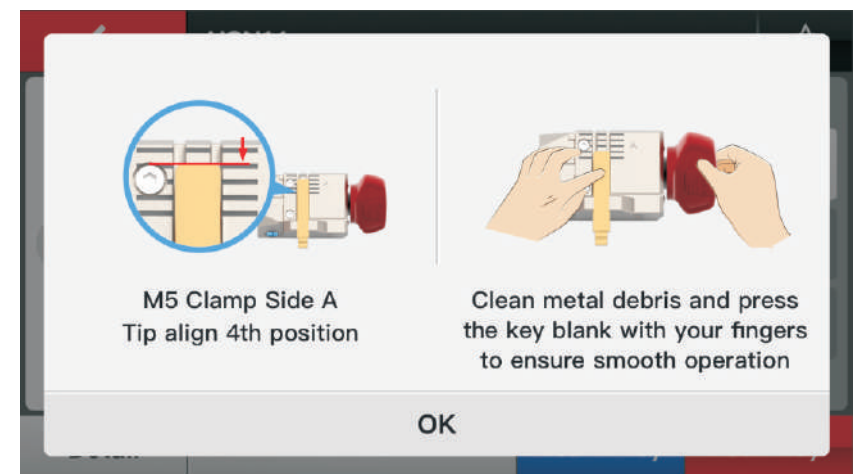 M5 Clamp Side A
Tip align 4th position
Clean metal debris and press
the key blank with your fingers
to ensure smooth operation
OK